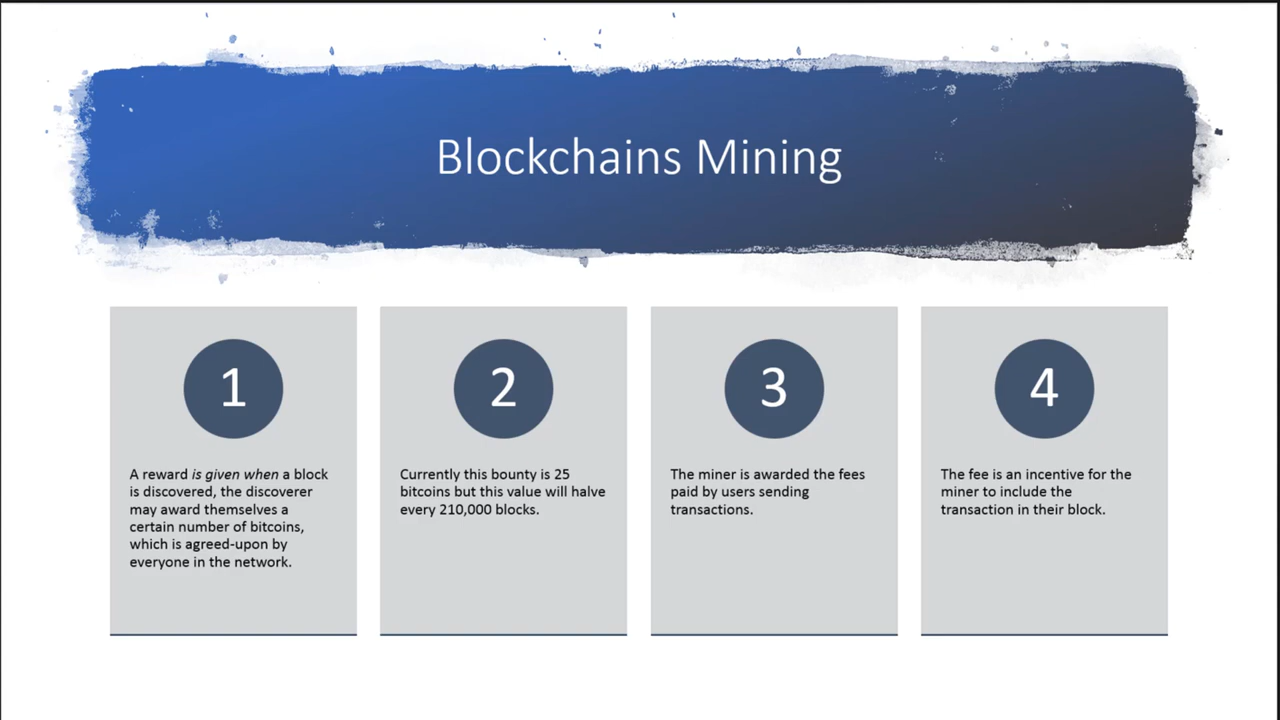 Blockchains Mining
1
A reward is given when a block
is discovered, the discoverer
may award themselves a
certain number of bitcoins,
which is agreed-upon by
everyone in the network.
2
Currently this bounty is 25
bitcoins but this value will halve
every 210,000 blocks.
3
The miner is awarded the fees
paid by users sending
transactions.
4
The fee is an incentive for the
miner to include the
transaction in their block.